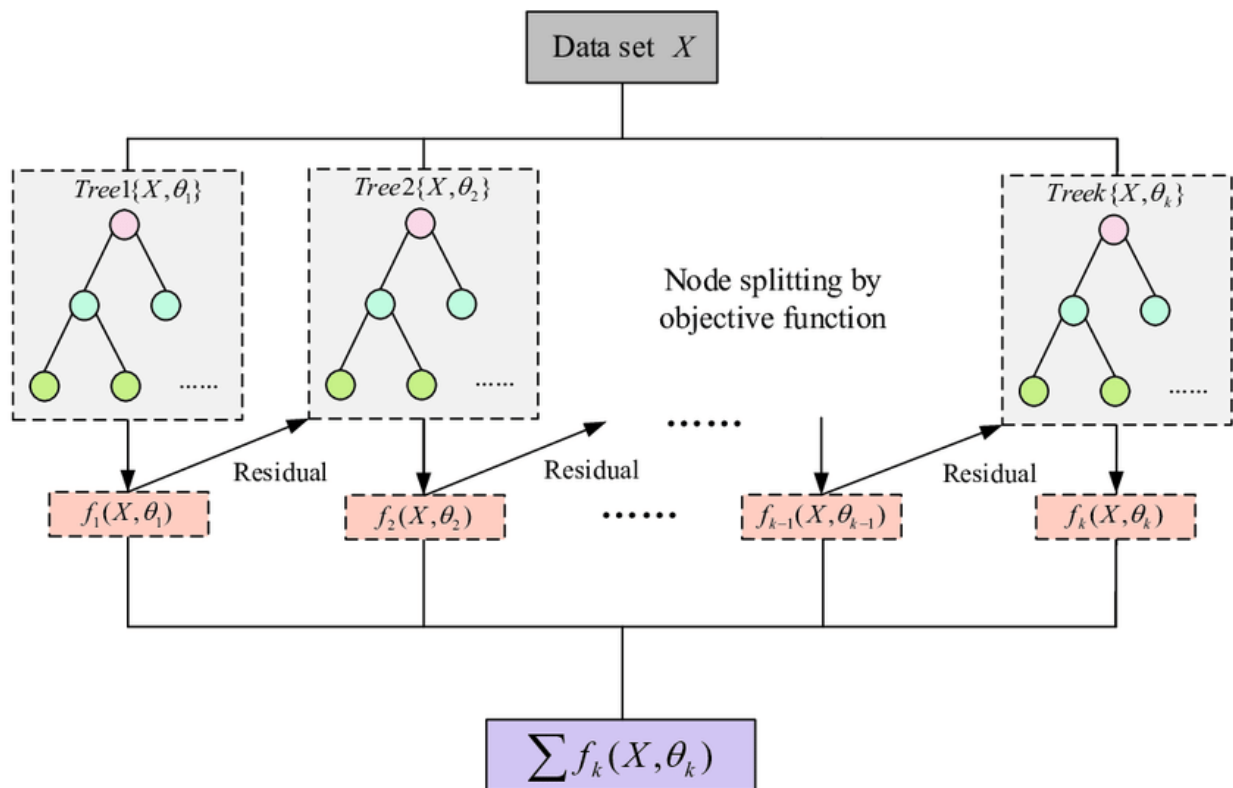 Data set X
Tree1{X,θ₁}
Tree2{X,θ₂}
Treek{X,θₖ}
Node splitting by
objective function
......
......
......
......
Residual
Residual
Residual
f₁(X,θ₁)
f₂(X,θ₂)
......
fₖ₋₁(X,θₖ₋₁)
fₖ(X,θₖ)
∑fₖ(X,θₖ)